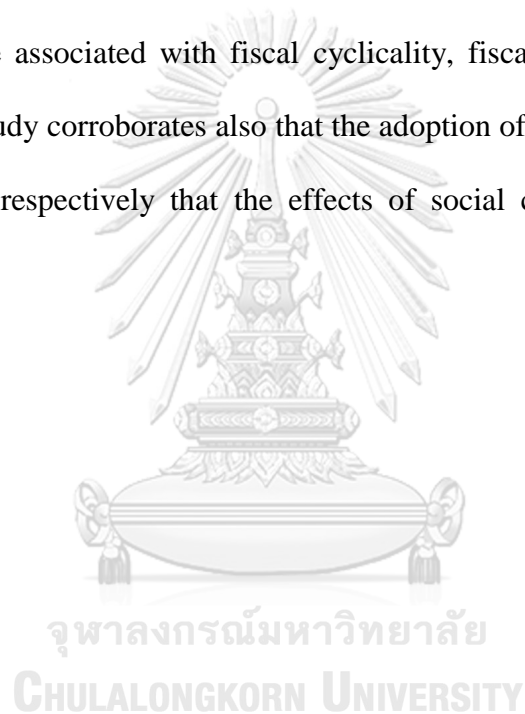 associated with fiscal cyclicality, fisca
udy corroborates also that the adoption of
respectively that the effects of social c
จุฬาลงกรณ์มหาวิทยาลัย
CHULALONGKORN UNIVERSITY